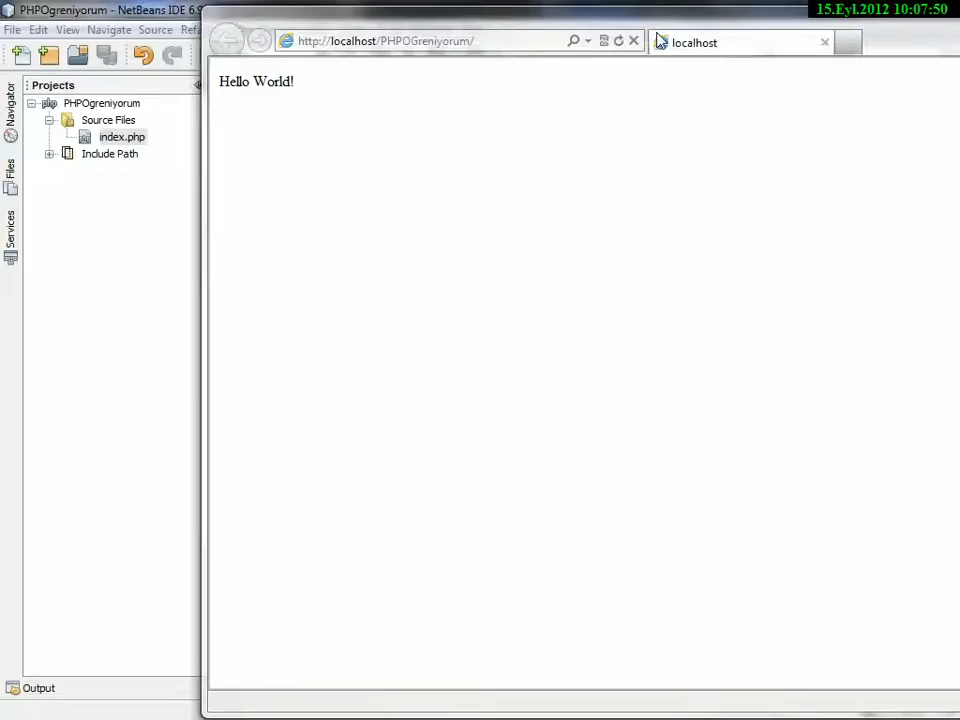 PHPOgreniyorum - NetBeans IDE 6.9
15.Eyl.2012 10:07:50
File Edit View Navigate Source Refa
http://localhost/PHPOgreniyorum/
localhost
Hello World!
Projects
PHPOgreniyorum
Source Files
index.php
Include Path
Navigator
Files
Services
Output